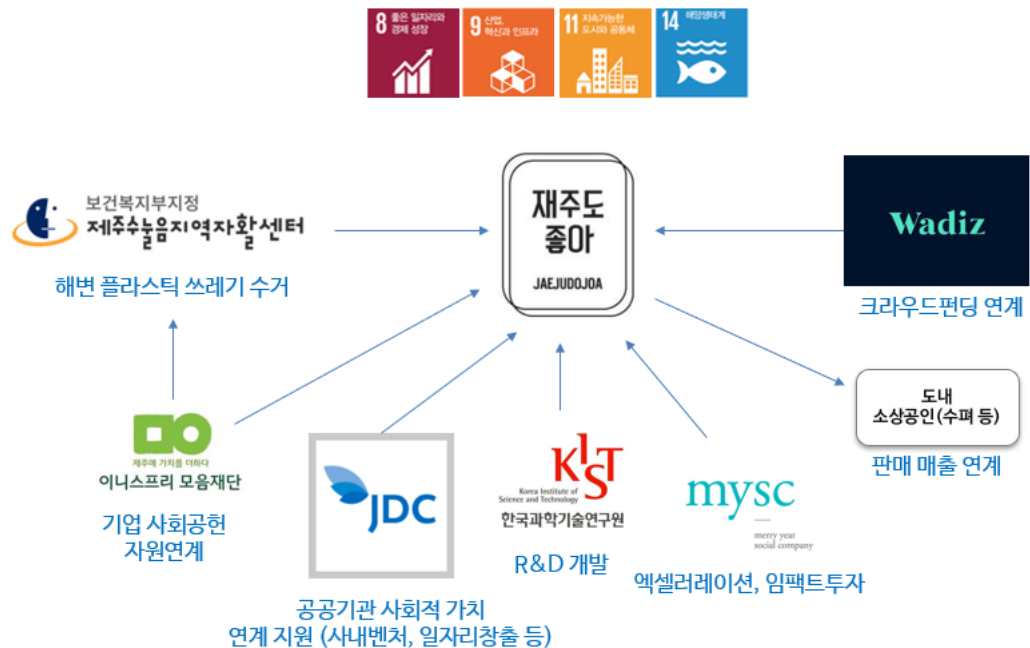 8 좋은 일자리와
경제 성장
9 산업,
혁신과 인프라
11 지속가능한
도시와 공동체
14 해양생태계
보건복지부지정
제주수눌음지역자활센터
해변 플라스틱 쓰레기 수거
재주도
좋아
JAEJUDOJOA
Wadiz
크라우드펀딩 연계
도내
소상공인(수펴 등)
판매 매출 연계
제주에 가치를 더하다
이니스프리 모음재단
기업 사회공헌
자원연계
JDC
공공기관 사회적 가치
연계 지원 (사내벤처, 일자리창출 등)
KIST
Korea Institute of
Science and Technology
한국과학기술연구원
R&D 개발
mysc
merry year
social company
엑셀러레이션, 임팩트투자